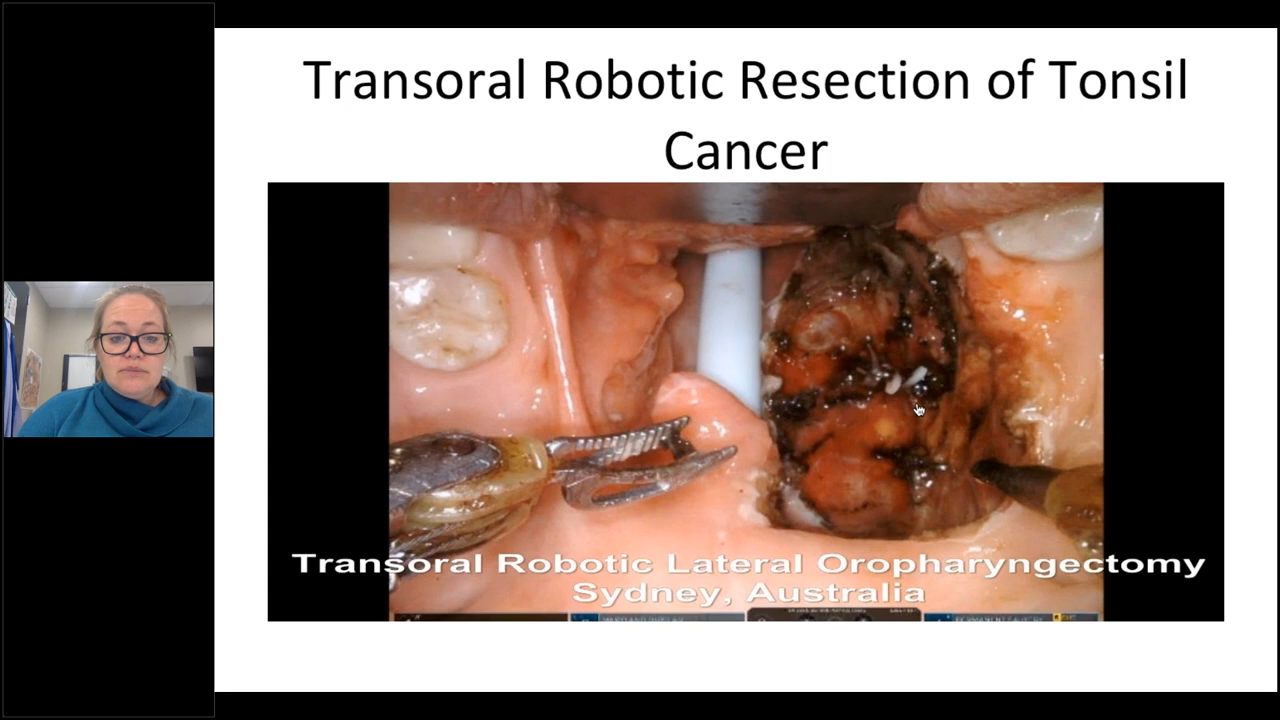 Transoral Robotic Resection of Tonsil
Cancer
Transoral Robotic Lateral Oropharyngectomy
Sydney, Australia